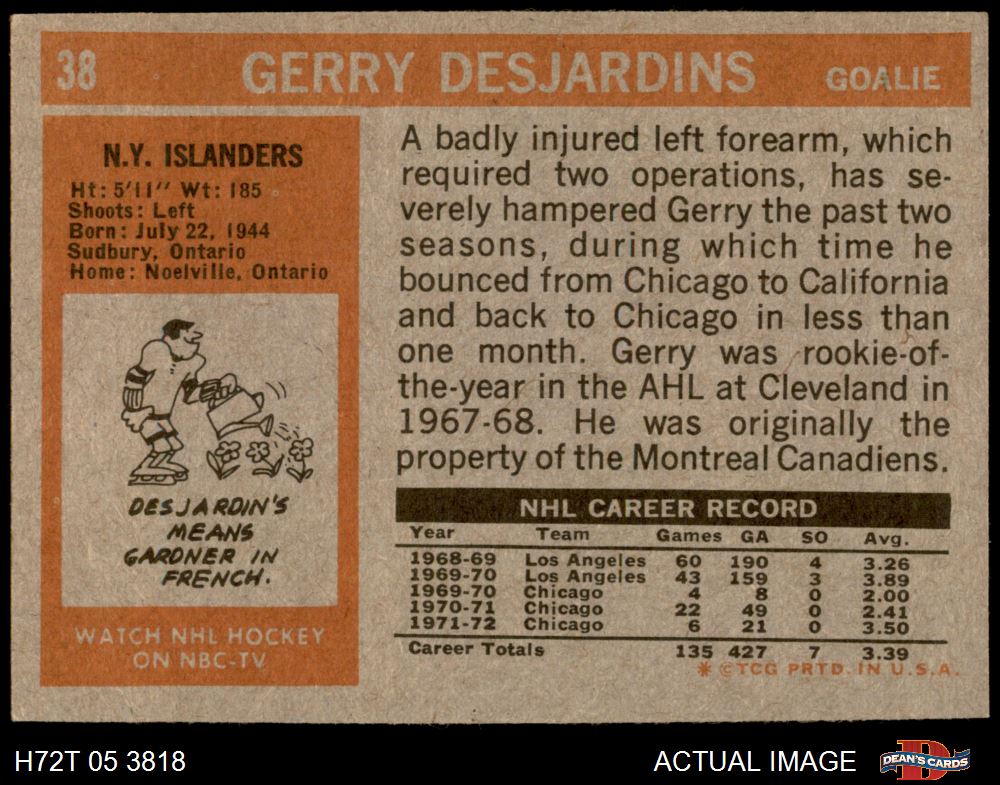 38 GERRY DESJARDINS GOALIE
N.Y. ISLANDERS
Ht: 5'11" Wt: 185
Shoots: Left
Born: July 22, 1944
Sudbury, Ontario
Home: Noelville, Ontario
DESJARDIN'S
MEANS
GARDNER IN
FRENCH.
WATCH NHL HOCKEY
ON NBC-TV
A badly injured left forearm, which
required two operations, has se-
verely hampered Gerry the past two
seasons, during which time he
bounced from Chicago to California
and back to Chicago in less than
one month. Gerry was rookie-of-
the-year in the AHL at Cleveland in
1967-68. He was originally the
property of the Montreal Canadiens.
NHL CAREER RECORD
Year Team Games GA SO Avg.
1968-69 Los Angeles 60 190 4 3.26
1969-70 Los Angeles 43 159 3 3.89
1969-70 Chicago 4 8 0 2.00
1970-71 Chicago 22 49 0 2.41
1971-72 Chicago 6 21 0 3.50
Career Totals 135 427 7 3.39
* ©TCG PRTD. IN U.S.A.
H72T 05 3818 ACTUAL IMAGE
D
DEAN'S CARDS